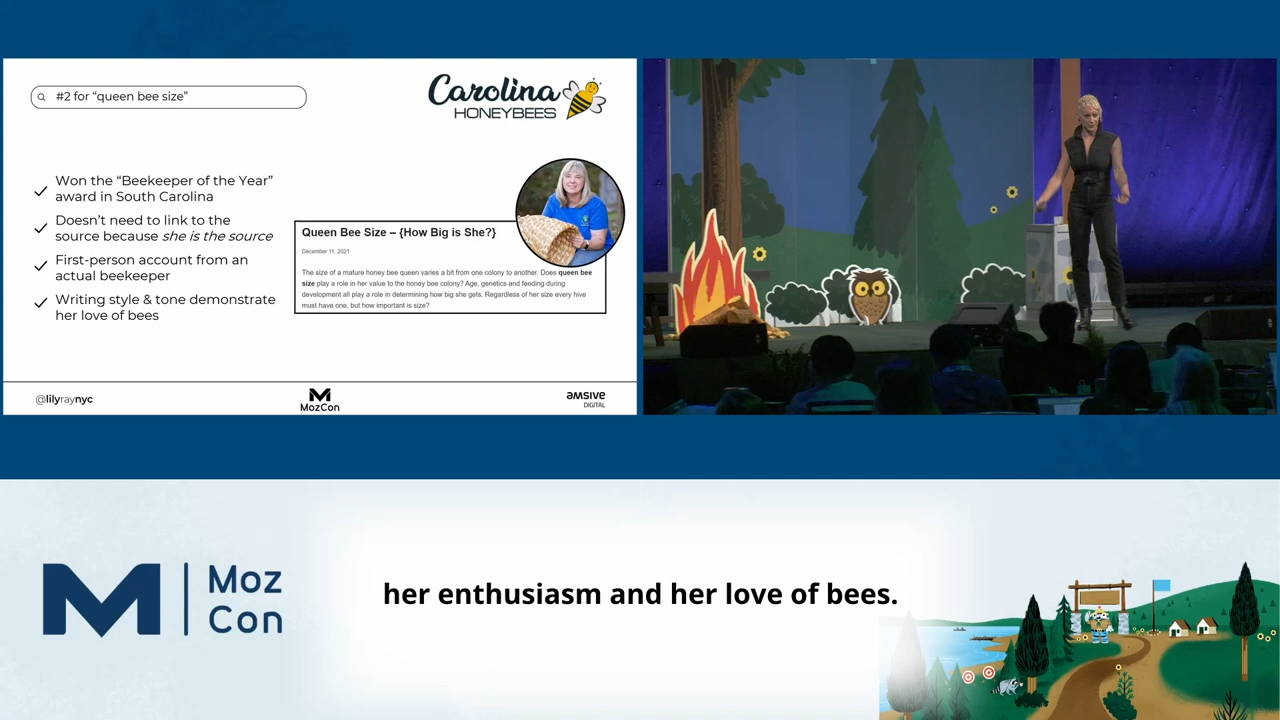 #2 for “queen bee size”
Carolina
HONEYBEES
Won the “Beekeeper of the Year”
award in South Carolina
Doesn’t need to link to the
source because she is the source
First-person account from an
actual beekeeper
Writing style & tone demonstrate
her love of bees
Queen Bee Size – {How Big is She?}
December 11, 2021
The size of a mature honey bee queen varies a bit from one colony to another. Does queen bee
size play a role in her value to the honey bee colony? Age, genetics and feeding during
development all play a role in determining how big she gets. Regardless of her size every hive
must have one, but how important is size?
@lilyraynyc
MozCon
amsive
DIGITAL
Moz
Con
her enthusiasm and her love of bees.